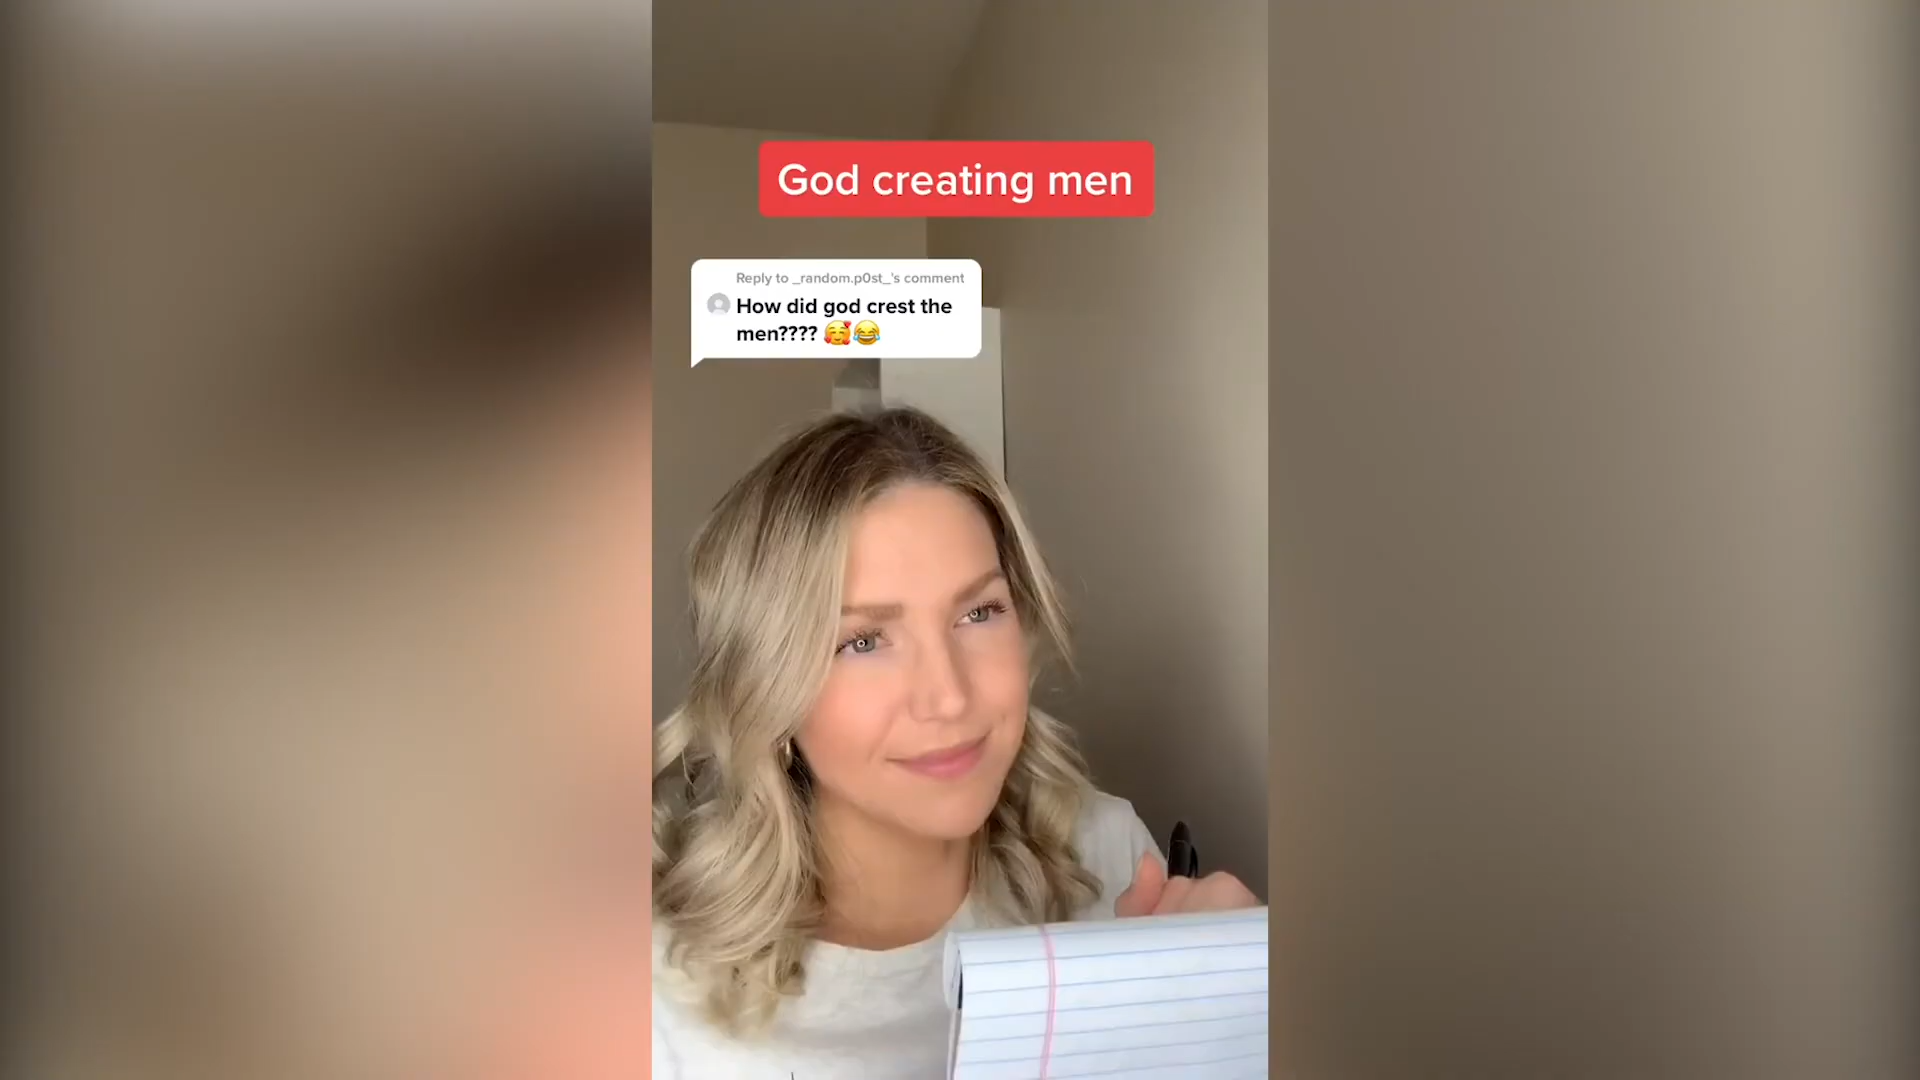 God creating men
Reply to _random.p0st_'s comment
How did god crest the
men???? 🥰😂